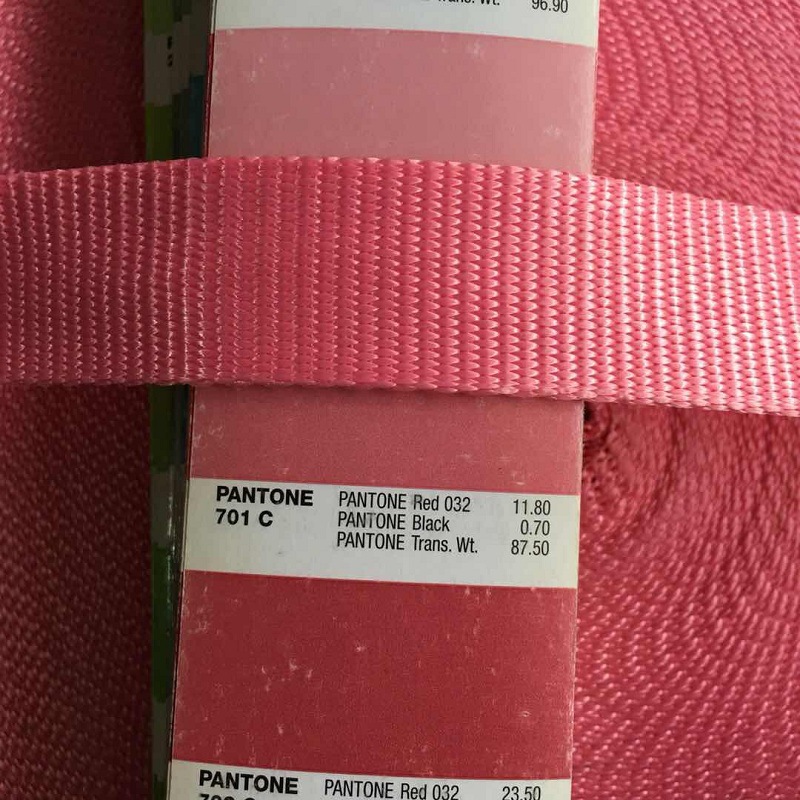 Trans. Wt. 96.90
PANTONE 701 C
PANTONE Red 032 11.80
PANTONE Black 0.70
PANTONE Trans. Wt. 87.50
PANTONE
PANTONE Red 032 23.50